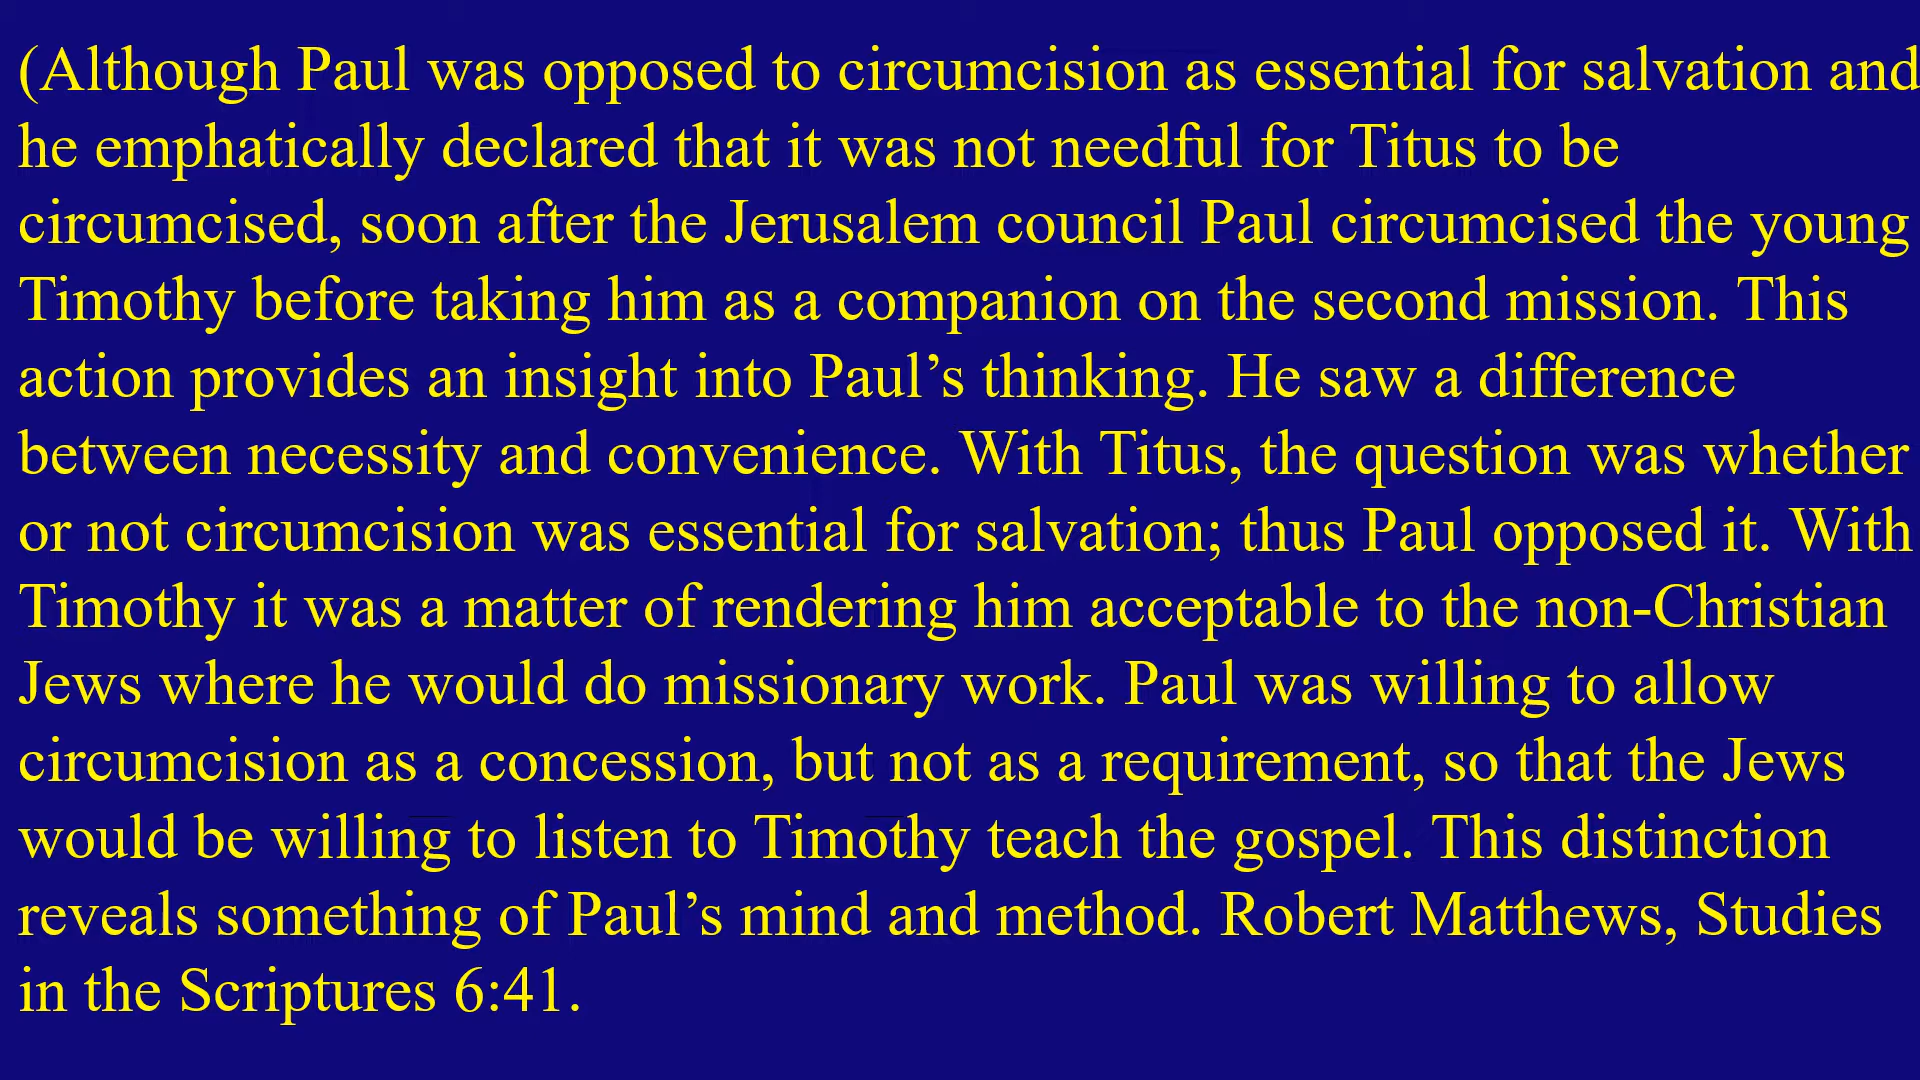 (Although Paul was opposed to circumcision as essential for salvation and
he emphatically declared that it was not needful for Titus to be
circumcised, soon after the Jerusalem council Paul circumcised the young
Timothy before taking him as a companion on the second mission. This
action provides an insight into Paul’s thinking. He saw a difference
between necessity and convenience. With Titus, the question was whether
or not circumcision was essential for salvation; thus Paul opposed it. With
Timothy it was a matter of rendering him acceptable to the non-Christian
Jews where he would do missionary work. Paul was willing to allow
circumcision as a concession, but not as a requirement, so that the Jews
would be willing to listen to Timothy teach the gospel. This distinction
reveals something of Paul’s mind and method. Robert Matthews, Studies
in the Scriptures 6:41.